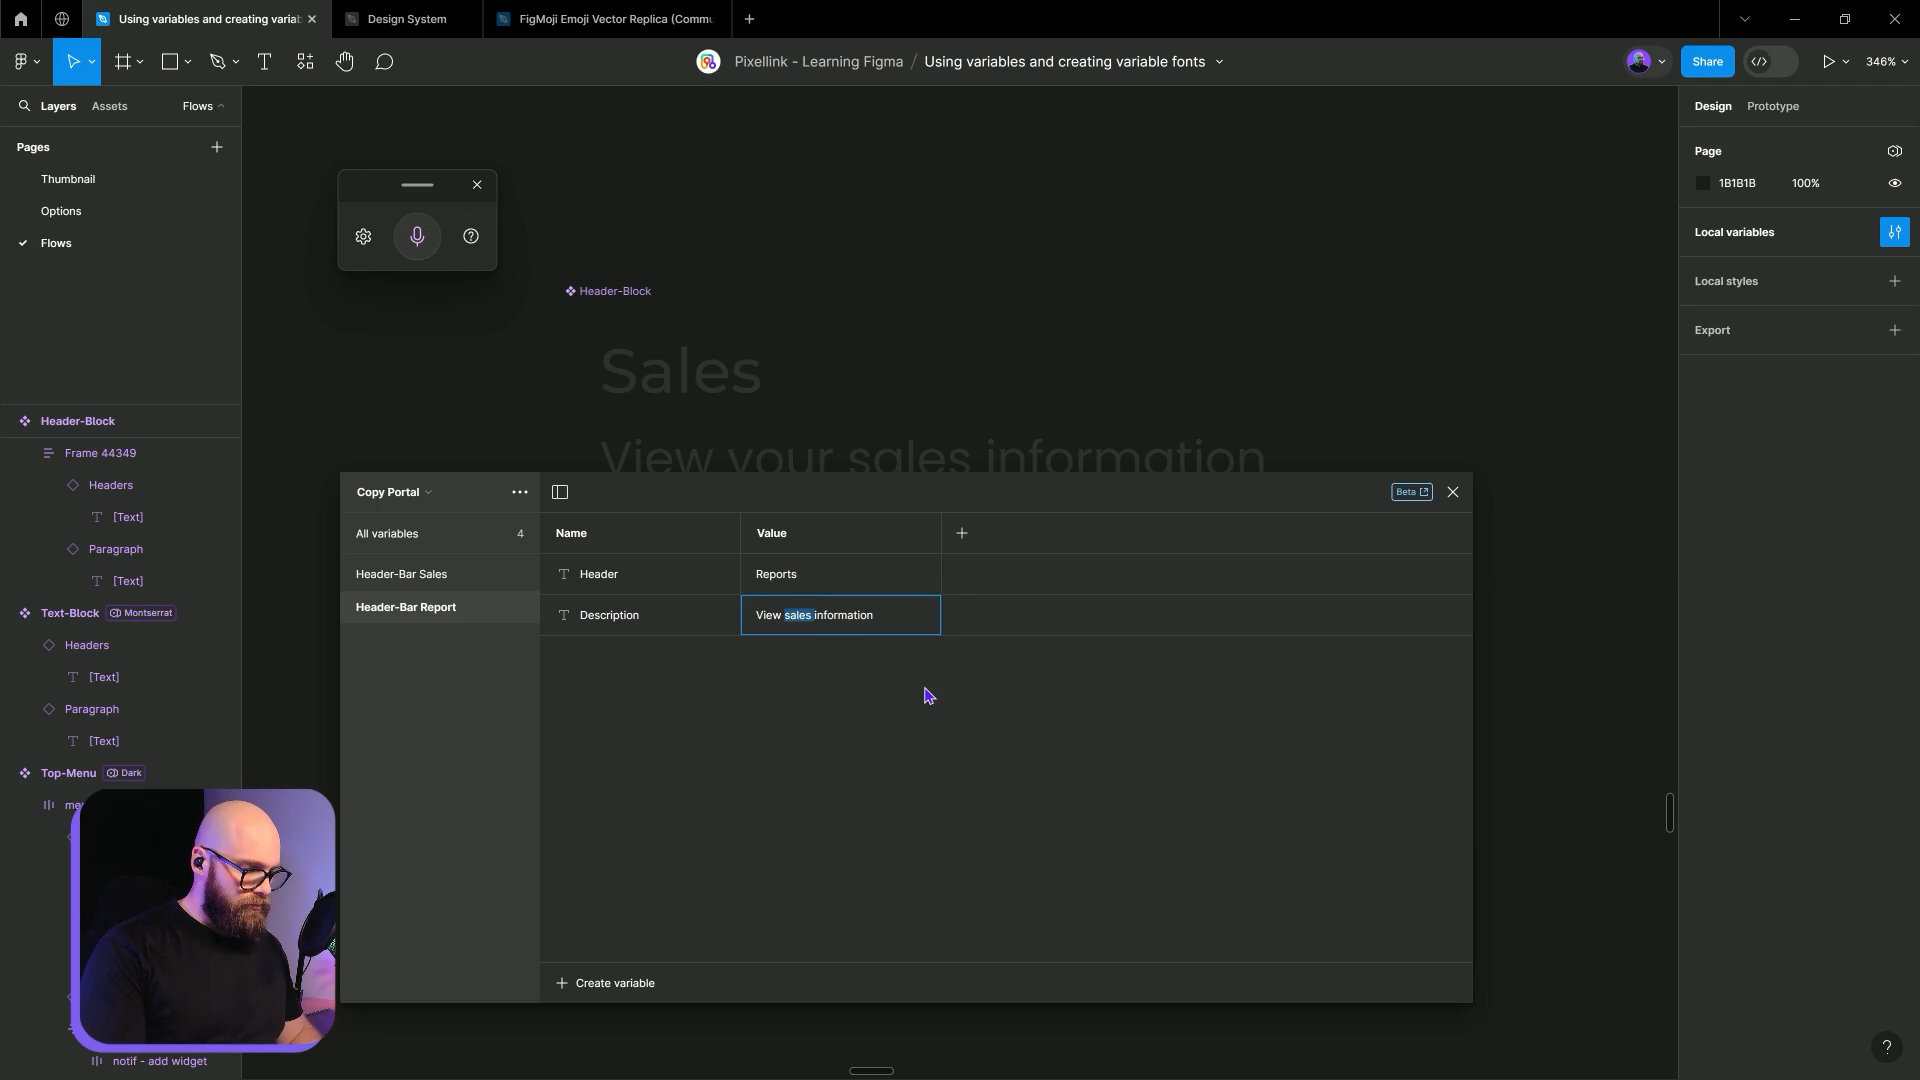 Using variables and creating varia
Design System
FigMoji Emoji Vector Replica (Commu
Pixellink - Learning Figma / Using variables and creating variable fonts
Share
346%
Layers
Assets
Flows
Design
Prototype
Pages
Thumbnail
Options
Flows
Page
1B1B1B
100%
Local variables
Local styles
Export
Header-Block
Sales
View your sales information
Header-Block
Frame 44349
Headers
[Text]
Paragraph
[Text]
Text-Block
Montserrat
Headers
[Text]
Paragraph
[Text]
Top-Menu
Dark
notif - add widget
Copy Portal
Beta
All variables
4
Name
Value
Header-Bar Sales
Header
Reports
Header-Bar Report
Description
View sales information
Create variable